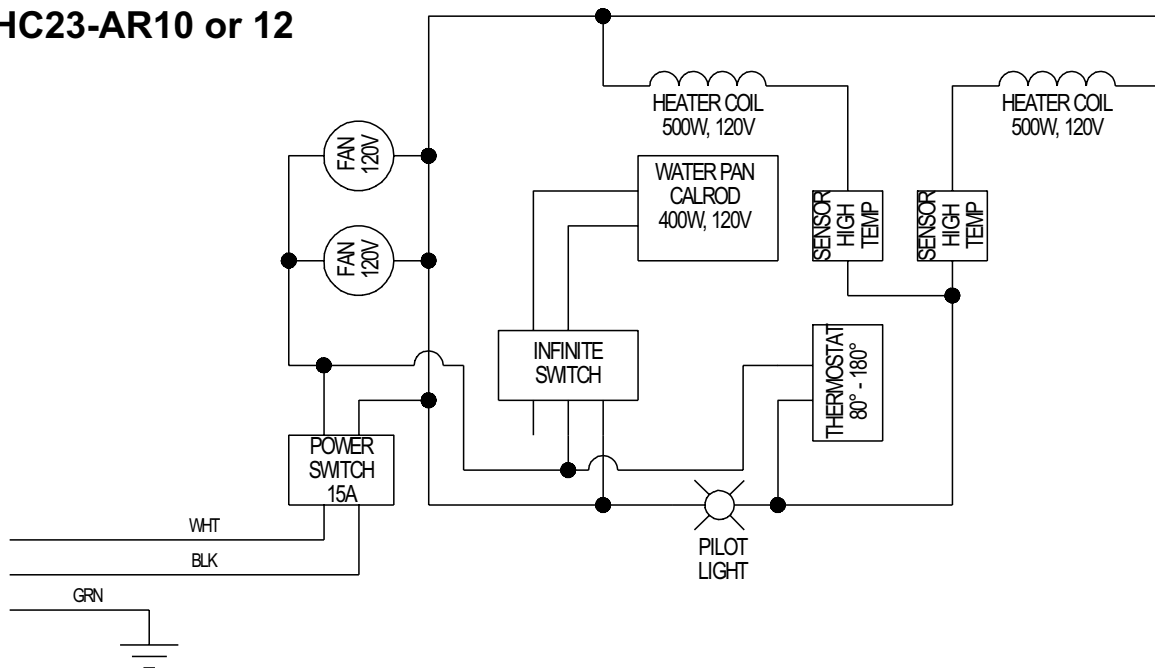 HC23-AR10 or 12
HEATER COIL
500W, 120V
HEATER COIL
500W, 120V
FAN
120V
WATER PAN
CALROD
400W, 120V
SENSOR
HIGH
TEMP
SENSOR
HIGH
TEMP
FAN
120V
INFINITE
SWITCH
THERMOSTAT
80° - 180°
POWER
SWITCH
15A
WHT
BLK
GRN
PILOT
LIGHT